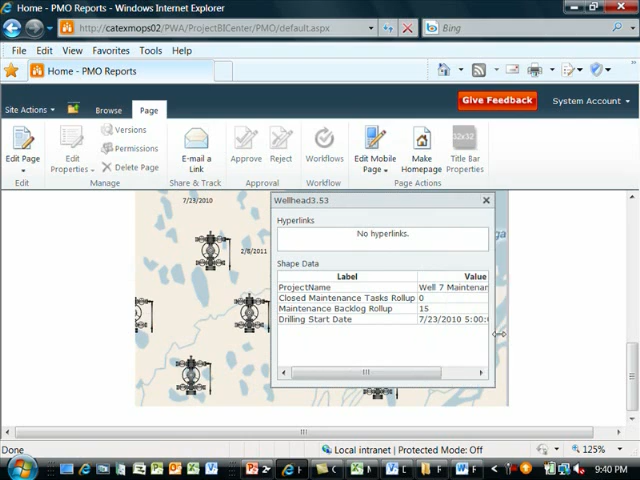 Home - PMO Reports - Windows Internet Explorer
http://catexmops02/PWA/ProjectBICenter/PMO/default.aspx
Bing
File Edit View Favorites Tools Help
Home - PMO Reports
Site Actions Browse Page
Give Feedback System Account
Edit Page
Edit
Edit Properties
Versions
Permissions
Delete Page
Manage
E-mail a Link
Share & Track
Approve Reject
Approval
Workflows
Workflow
Edit Mobile Page
Make Homepage
32x32
Title Bar Properties
Page Actions
7/23/2010
2/8/2011
Wellhead3.53
Hyperlinks
No hyperlinks.
Shape Data
Label Value
ProjectName Well 7 Maintenan
Closed Maintenance Tasks Rollup 0
Maintenance Backlog Rollup 15
Drilling Start Date 7/23/2010 5:00:0
Done Local intranet | Protected Mode: Off 125%
9:40 PM